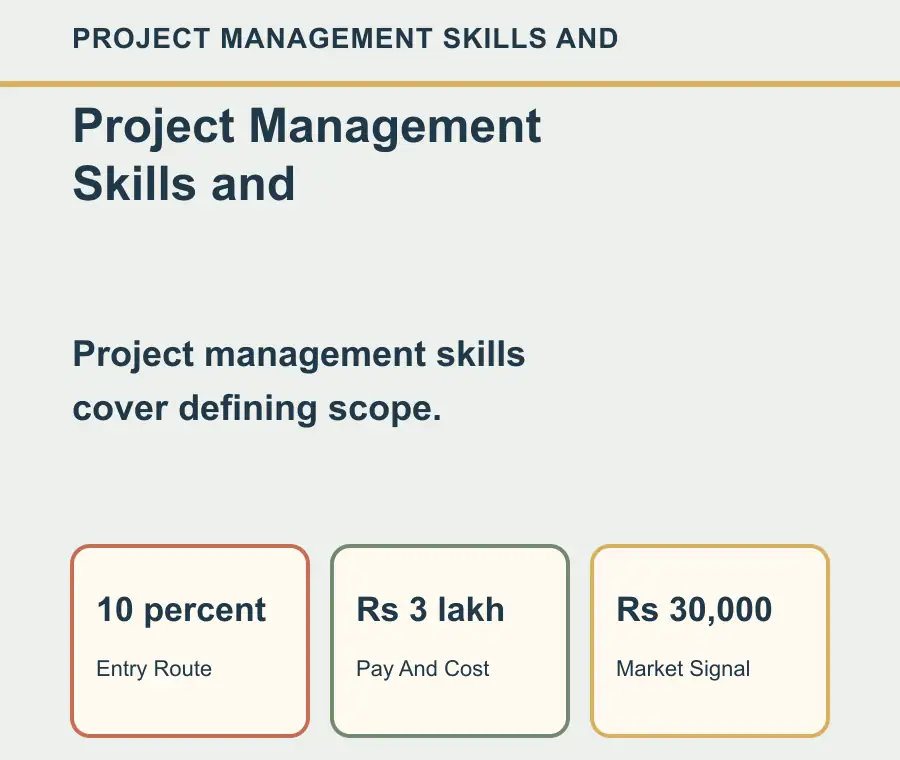 PROJECT MANAGEMENT SKILLS AND
Project Management
Skills and
Project management skills
cover defining scope.
10 percent
Entry Route
Rs 3 lakh
Pay And Cost
Rs 30,000
Market Signal